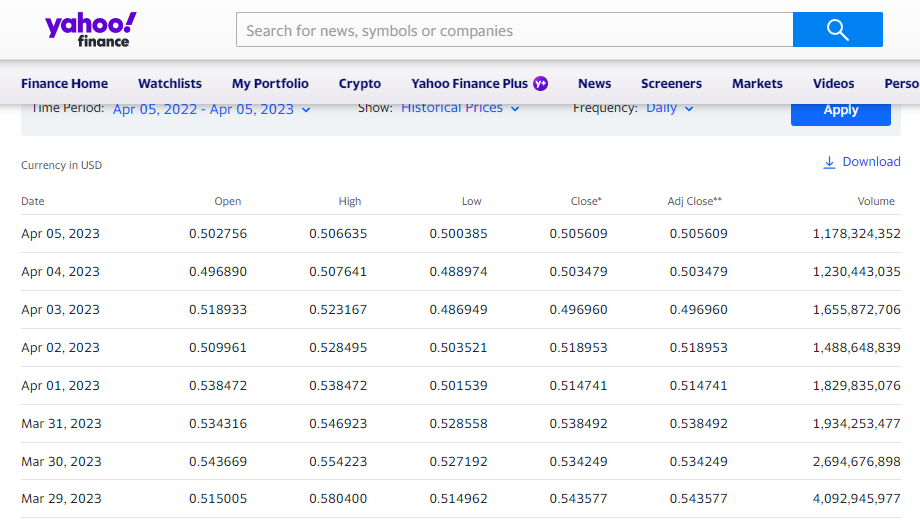 yahoo!
finance
Search for news, symbols or companies
Finance Home Watchlists My Portfolio Crypto Yahoo Finance Plus Y+ News Screeners Markets Videos Perso
Time Period: Apr 05, 2022 - Apr 05, 2023 Show: Historical Prices Frequency: Daily Apply
Currency in USD Download
Date Open High Low Close* Adj Close** Volume
Apr 05, 2023 0.502756 0.506635 0.500385 0.505609 0.505609 1,178,324,352
Apr 04, 2023 0.496890 0.507641 0.488974 0.503479 0.503479 1,230,443,035
Apr 03, 2023 0.518933 0.523167 0.486949 0.496960 0.496960 1,655,872,706
Apr 02, 2023 0.509961 0.528495 0.503521 0.518953 0.518953 1,488,648,839
Apr 01, 2023 0.538472 0.538472 0.501539 0.514741 0.514741 1,829,835,076
Mar 31, 2023 0.534316 0.546923 0.528558 0.538492 0.538492 1,934,253,477
Mar 30, 2023 0.543669 0.554223 0.527192 0.534249 0.534249 2,694,676,898
Mar 29, 2023 0.515005 0.580400 0.514962 0.543577 0.543577 4,092,945,977